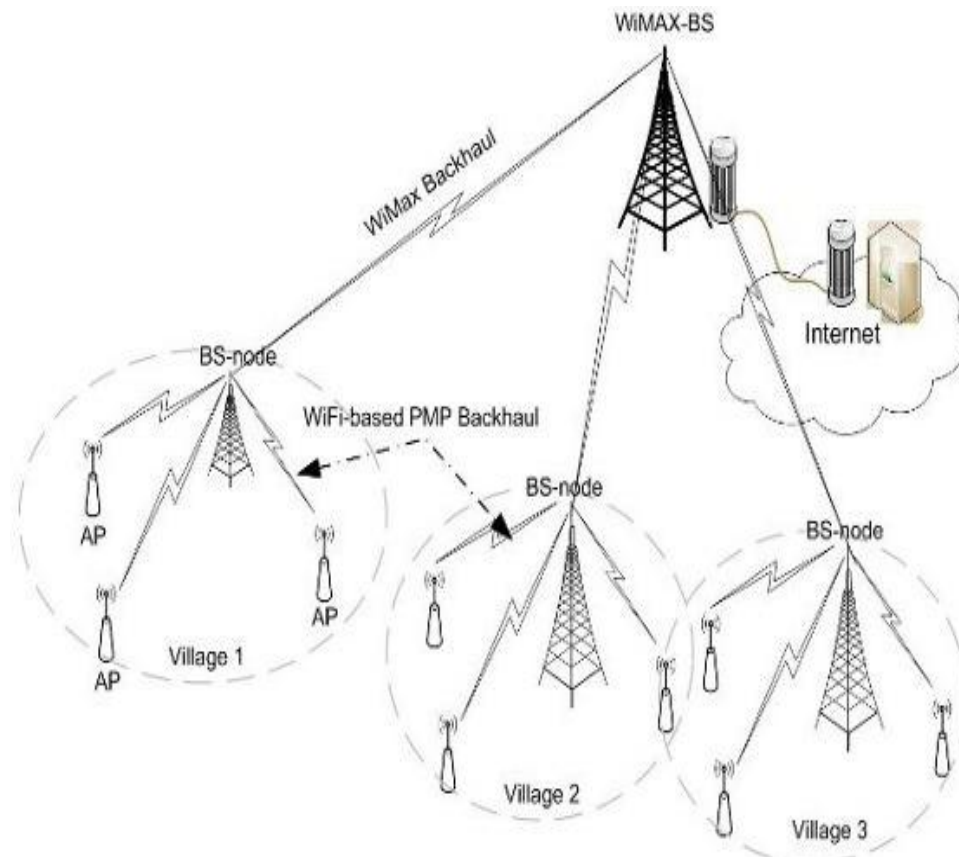 WiMAX-BS
WiMax Backhaul
Internet
BS-node
WiFi-based PMP Backhaul
AP
AP
AP
Village 1
BS-node
Village 2
BS-node
Village 3